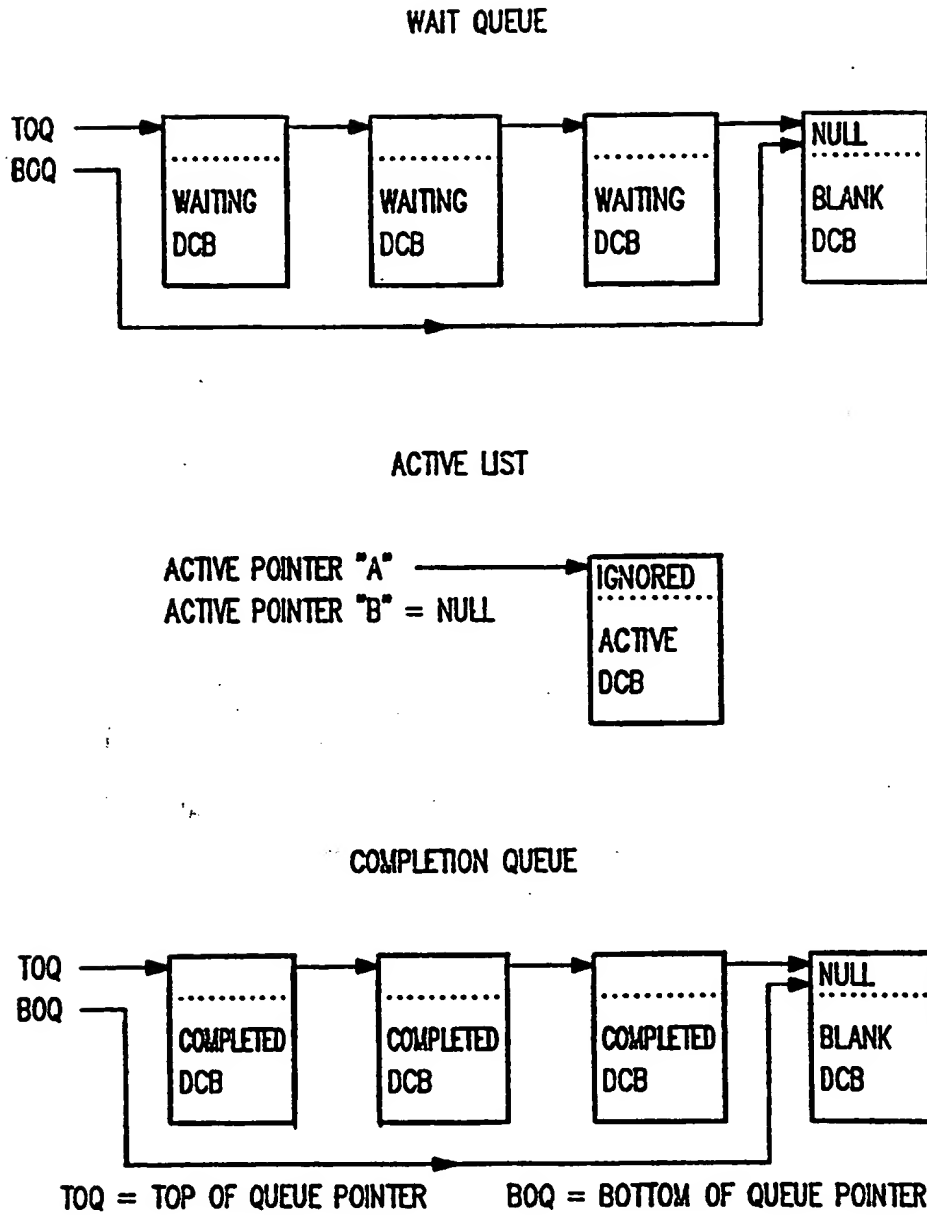 WAIT QUEUE
TOQ
BOQ
NULL
WAITING
DCB
WAITING
DCB
WAITING
DCB
BLANK
DCB
ACTIVE LIST
ACTIVE POINTER "A"
ACTIVE POINTER "B" = NULL
IGNORED
ACTIVE
DCB
COMPLETION QUEUE
TOQ
BOQ
NULL
COMPLETED
DCB
COMPLETED
DCB
COMPLETED
DCB
BLANK
DCB
TOQ = TOP OF QUEUE POINTER
BOQ = BOTTOM OF QUEUE POINTER